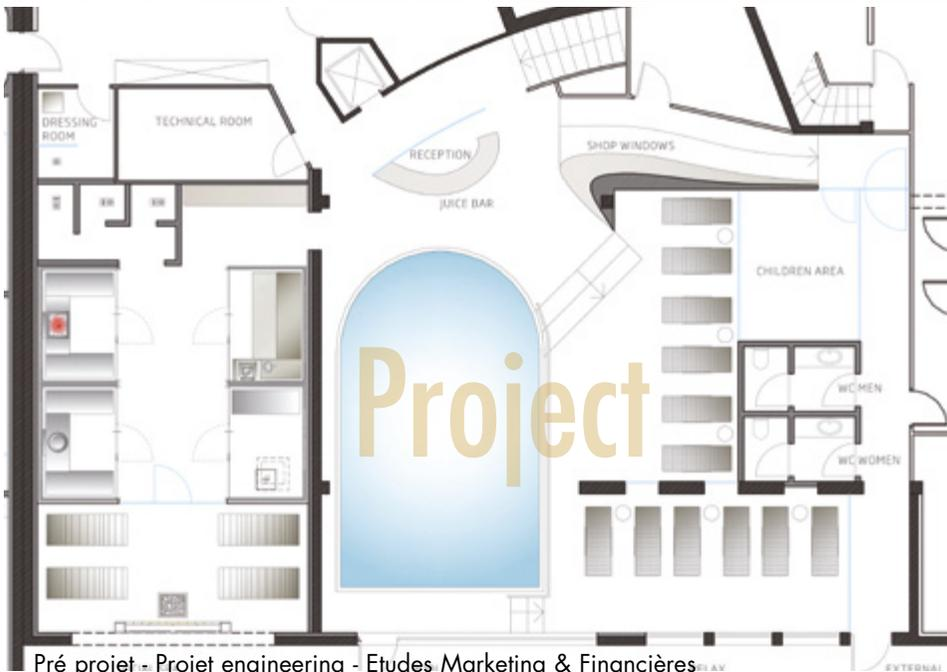 DRESSING
ROOM
TECHNICAL ROOM
RECEPTION
SHOP WINDOWS
JUICE BAR
CHILDREN AREA
Project
WC MEN
WC WOMEN
Pré projet - Projet engineering - Etudes Marketing & Financières
EXTERNAL